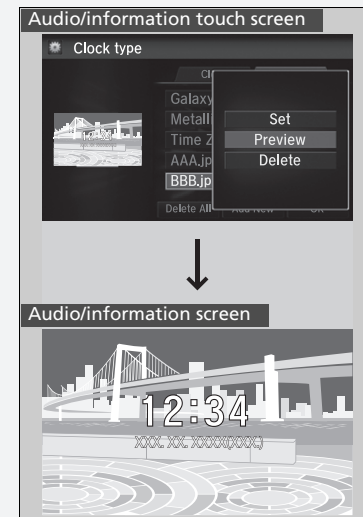 Audio/information touch screen
Clock type
Galaxy
Metalli
Time Z
AAA.jp
BBB.jp
Set
Preview
Delete
Delete All
Add New
OK
Audio/information screen
12:34
XXX, XX, XXXX(XXX)